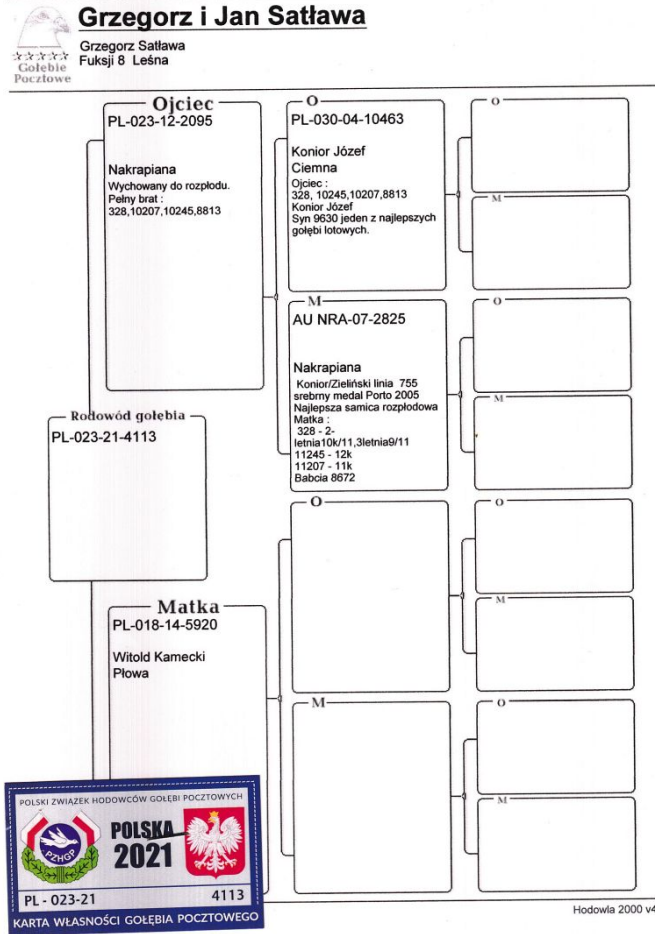 Grzegorz i Jan Satława
Grzegorz Satława
Fuksji 8 Leśna
Gołębie
Pocztowe
Ojciec
PL-023-12-2095
Nakrapiana
Wychowany do rozpłodu.
Pełny brat :
328,10207,10245,8813
O
PL-030-04-10463
Konior Józef
Ciemna
Ojciec :
328, 10245,10207,8813
Konior Józef
Syn 9630 jeden z najlepszych
gołębi lotowych.
M
AU NRA-07-2825
Nakrapiana
Konior/Zieliński linia 755
srebrny medal Porto 2005
Najlepsza samica rozpłodowa
Matka :
328 - 2-
letnia10k/11,3letnia9/11
11245 - 12k
11207 - 11k
Babcia 8672
O
M
O
M
Rodowód gołębia
PL-023-21-4113
Matka
PL-018-14-5920
Witold Kamecki
Płowa
O
M
O
M
O
M
POLSKI ZWIĄZEK HODOWCÓW GOŁĘBI POCZTOWYCH
PZHGP
POLSKA
2021
PL - 023-21 4113
KARTA WŁASNOŚCI GOŁĘBIA POCZTOWEGO
Hodowla 2000 v4